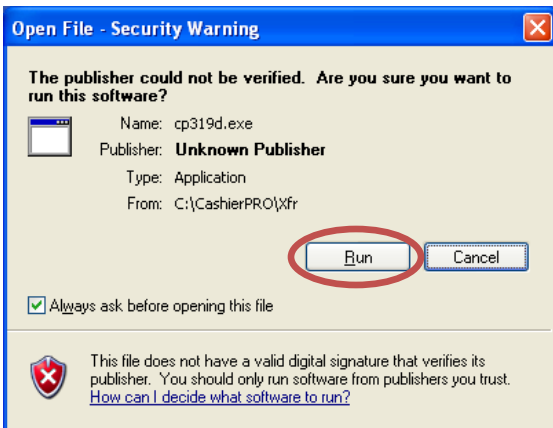 Open File - Security Warning
The publisher could not be verified.  Are you sure you want to
run this software?
Name: cp319d.exe
Publisher: Unknown Publisher
Type: Application
From: C:\CashierPRO\Xfr
Run Cancel
Always ask before opening this file
This file does not have a valid digital signature that verifies its
publisher.  You should only run software from publishers you trust.
How can I decide what software to run?